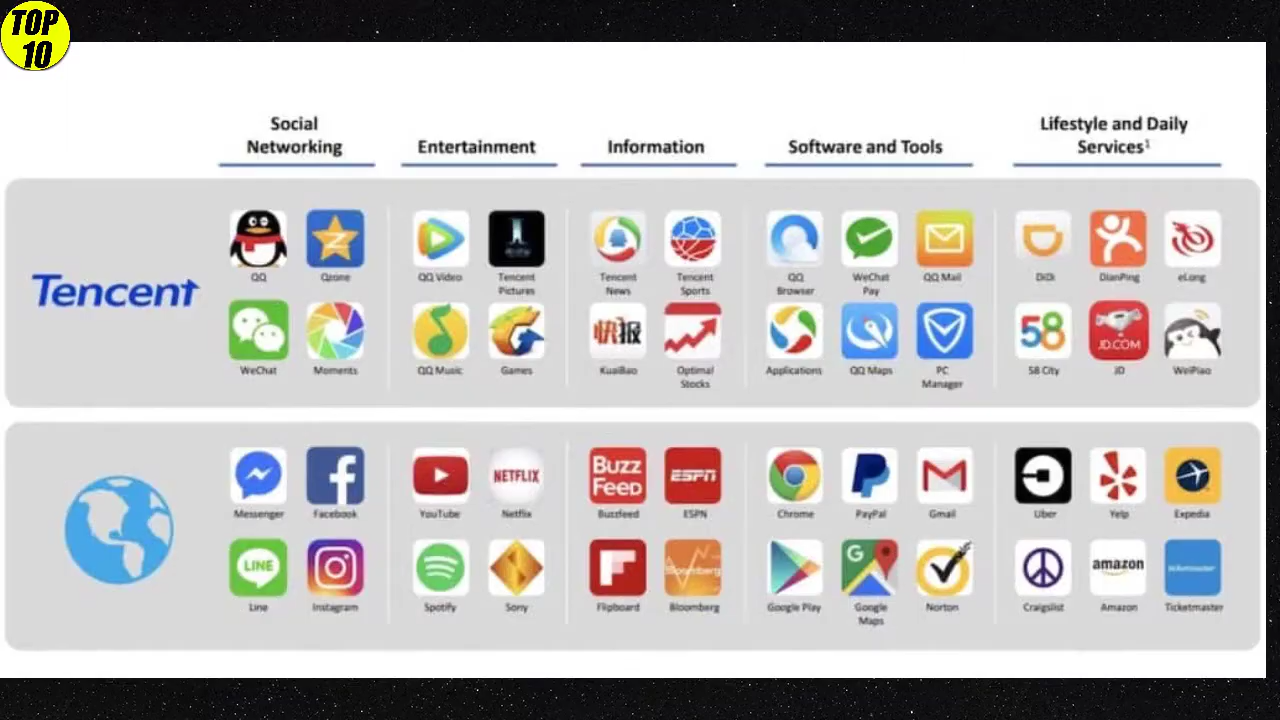 TOP
10
Social
Networking
Entertainment
Information
Software and Tools
Lifestyle and Daily
Services¹
Tencent
QQ
Qzone
QQ Video
Tencent
Pictures
Tencent
News
Tencent
Sports
QQ
Browser
WeChat
Pay
QQ Mail
DiDi
DianPing
eLong
快报
58
JD.COM
WeChat
Moments
QQ Music
Games
KuaiBao
Optimal
Stocks
Applications
QQ Maps
PC
Manager
58 City
JD
WeiPiao
NETFLIX
Buzz
FeeD
ESPN
Messenger
Facebook
YouTube
Netflix
Buzzfeed
ESPN
Chrome
PayPal
Gmail
Uber
Yelp
Expedia
LINE
Bloomberg
G
amazon
ticketmaster
Line
Instagram
Spotify
Sony
Flipboard
Bloomberg
Google Play
Google
Maps
Norton
Craigslist
Amazon
Ticketmaster